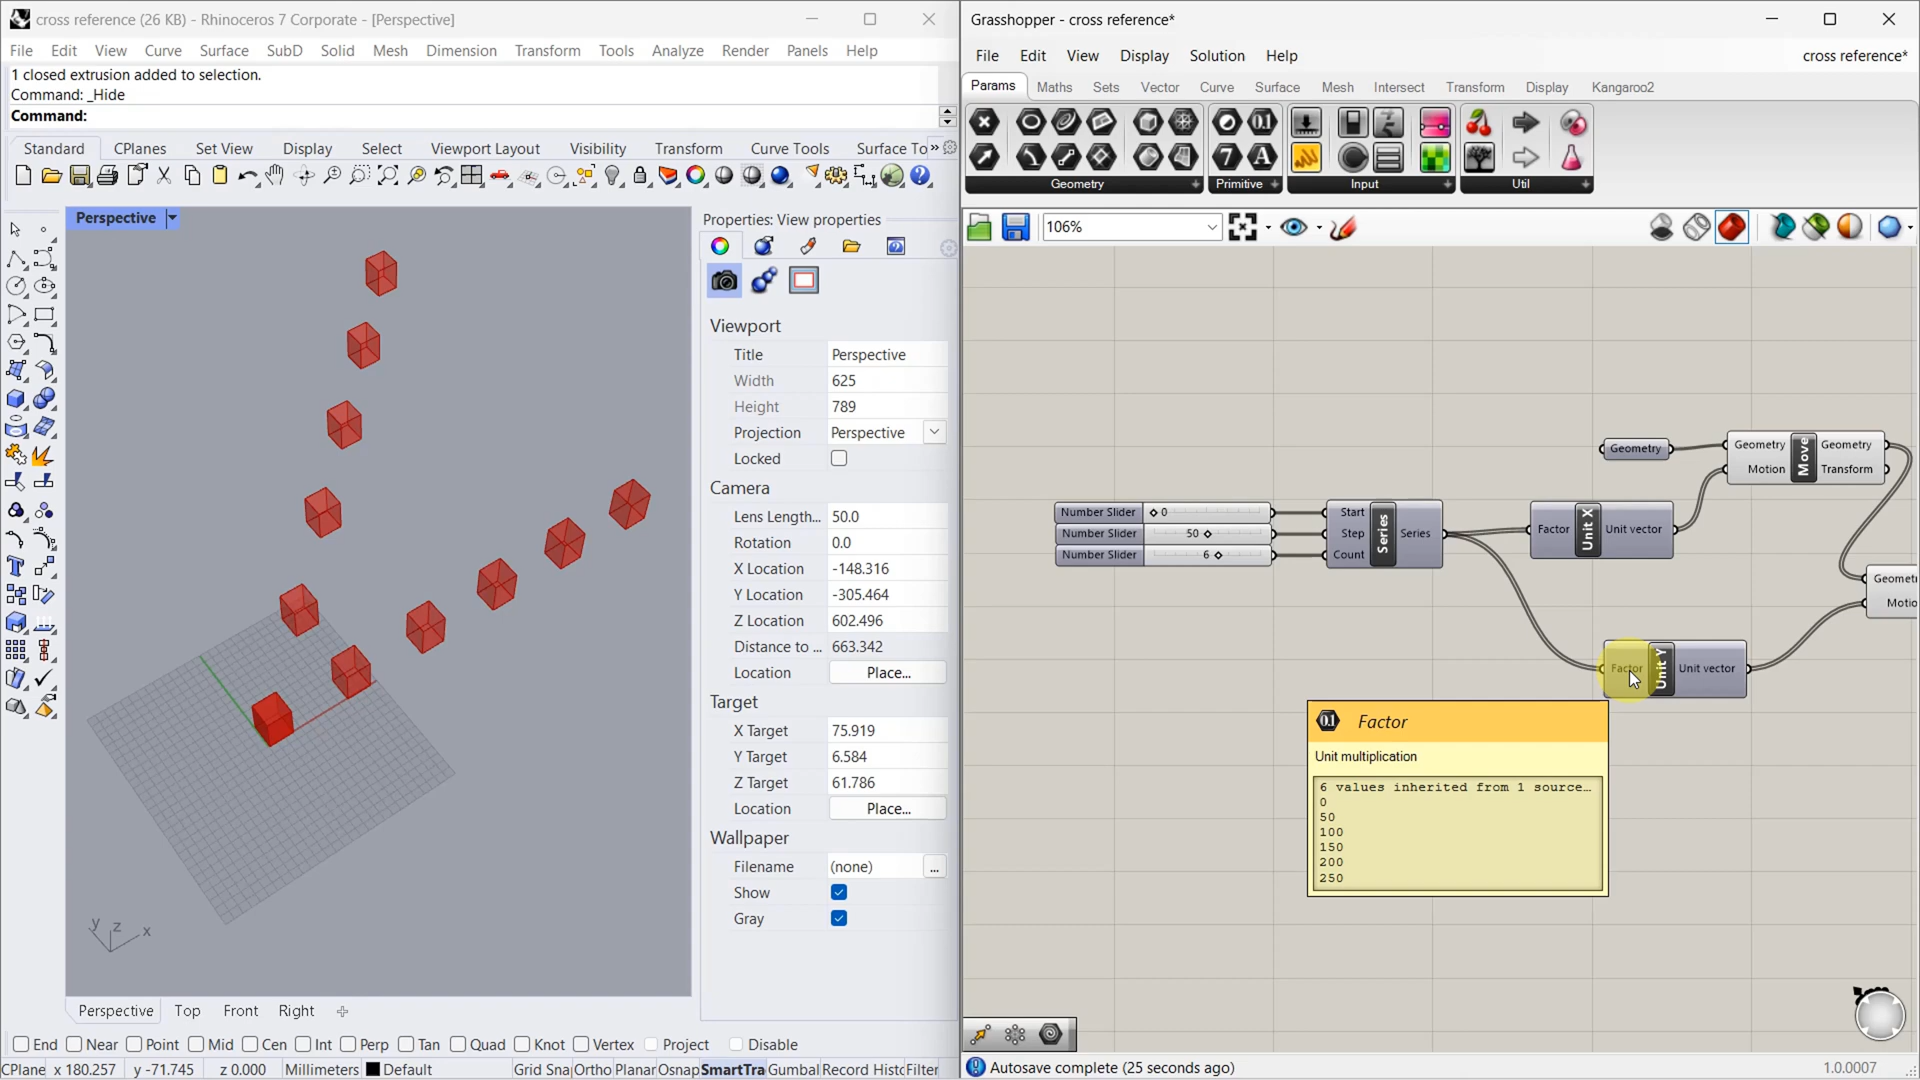 cross reference (26 KB) - Rhinoceros 7 Corporate - [Perspective]
File Edit View Curve Surface SubD Solid Mesh Dimension Transform Tools Analyze Render Panels Help
1 closed extrusion added to selection.
Command: _Hide
Command:
Standard CPlanes Set View Display Select Viewport Layout Visibility Transform Curve Tools Surface To »
Perspective
Properties: View properties
Viewport
Title Perspective
Width 625
Height 789
Projection Perspective
Locked
Camera
Lens Length... 50.0
Rotation 0.0
X Location -148.316
Y Location -305.464
Z Location 602.496
Distance to ... 663.342
Location Place...
Target
X Target 75.919
Y Target 6.584
Z Target 61.786
Location Place...
Wallpaper
Filename (none) ...
Show
Gray
y z x
Perspective Top Front Right
End Near Point Mid Cen Int Perp Tan Quad Knot Vertex Project Disable
CPlane x 180.257 y -71.745 z 0.000 Millimeters Default Grid Sna Ortho Planar Osnap SmartTra Gumbal Record Histo Filter
Grasshopper - cross reference*
File Edit View Display Solution Help cross reference*
Params Maths Sets Vector Curve Surface Mesh Intersect Transform Display Kangaroo2
Geometry Primitive Input Util
106%
Geometry
Geometry Move Geometry
Motion Transform
Number Slider 0
Number Slider 50
Number Slider 6
Start
Step
Count
Series
Series
Factor Unit X Unit vector
Geometr
Motio
Factor Unit Y Unit vector
0.1 Factor
Unit multiplication
6 values inherited from 1 source…
0
50
100
150
200
250
Autosave complete (25 seconds ago)
1.0.0007